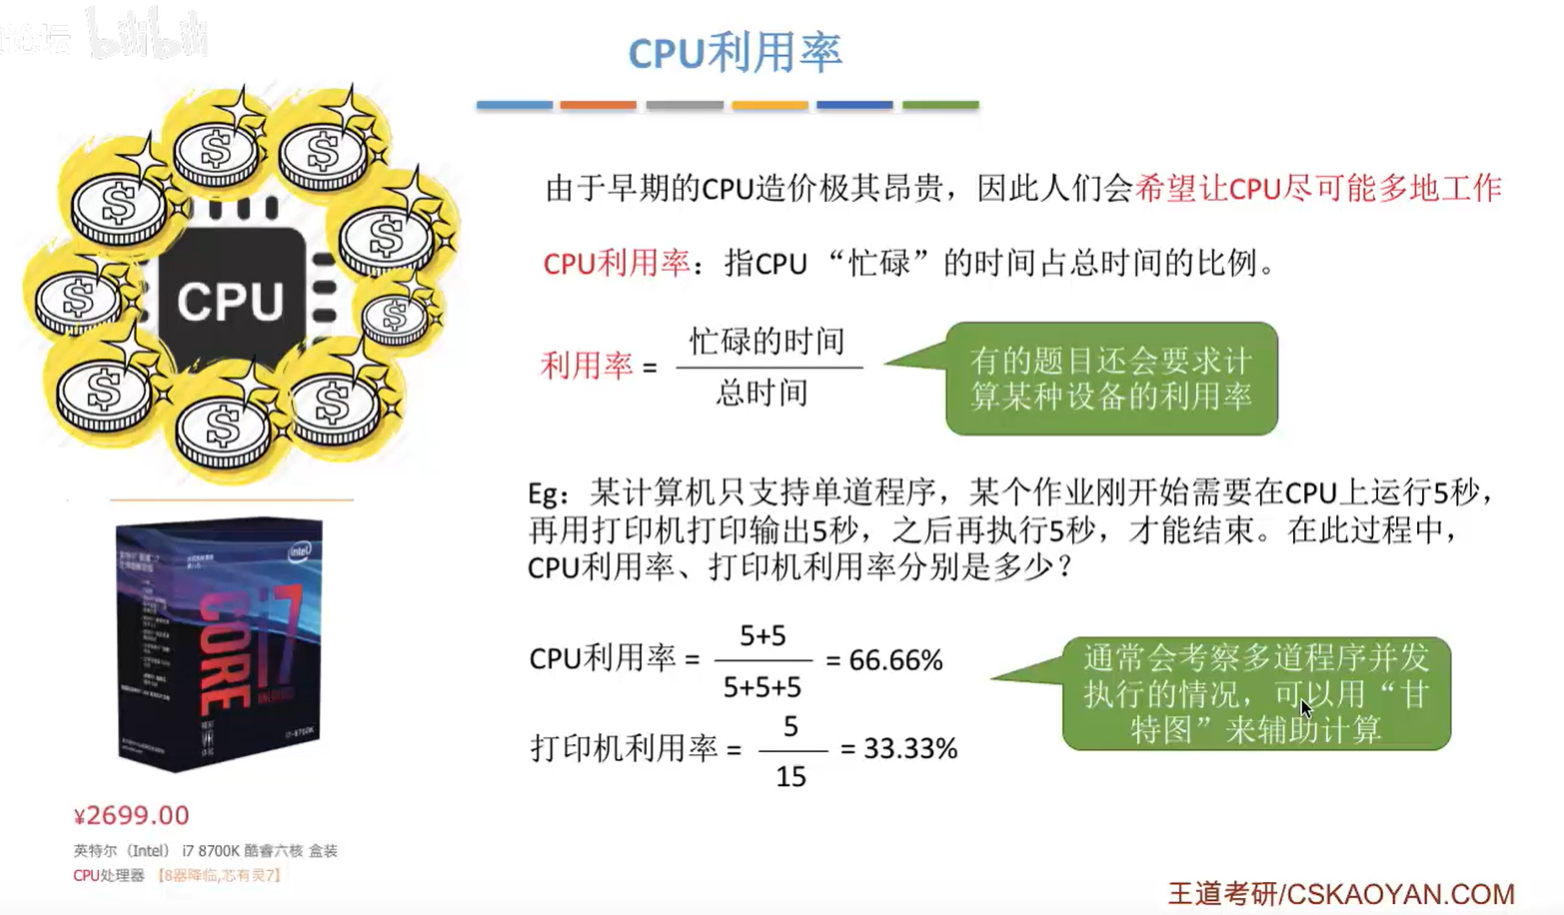 论坛 bilibili
CPU利用率
由于早期的CPU造价极其昂贵，因此人们会希望让CPU尽可能多地工作
CPU利用率：指CPU “忙碌”的时间占总时间的比例。
利用率 =
忙碌的时间
总时间
有的题目还会要求计
算某种设备的利用率
CPU
Eg：某计算机只支持单道程序，某个作业刚开始需要在CPU上运行5秒，
再用打印机打印输出5秒，之后再执行5秒，才能结束。在此过程中，
CPU利用率、打印机利用率分别是多少？
CPU利用率 =
5+5
5+5+5
= 66.66%
通常会考察多道程序并发
执行的情况，可以用“甘
特图”来辅助计算
打印机利用率 =
5
15
= 33.33%
intel
CORE
i7
UNLOCKED
VR
i7-8700K
¥2699.00
英特尔（Intel） i7 8700K 酷睿六核 盒装
CPU处理器 【8器降临,芯有灵7】
王道考研/CSKAOYAN.COM